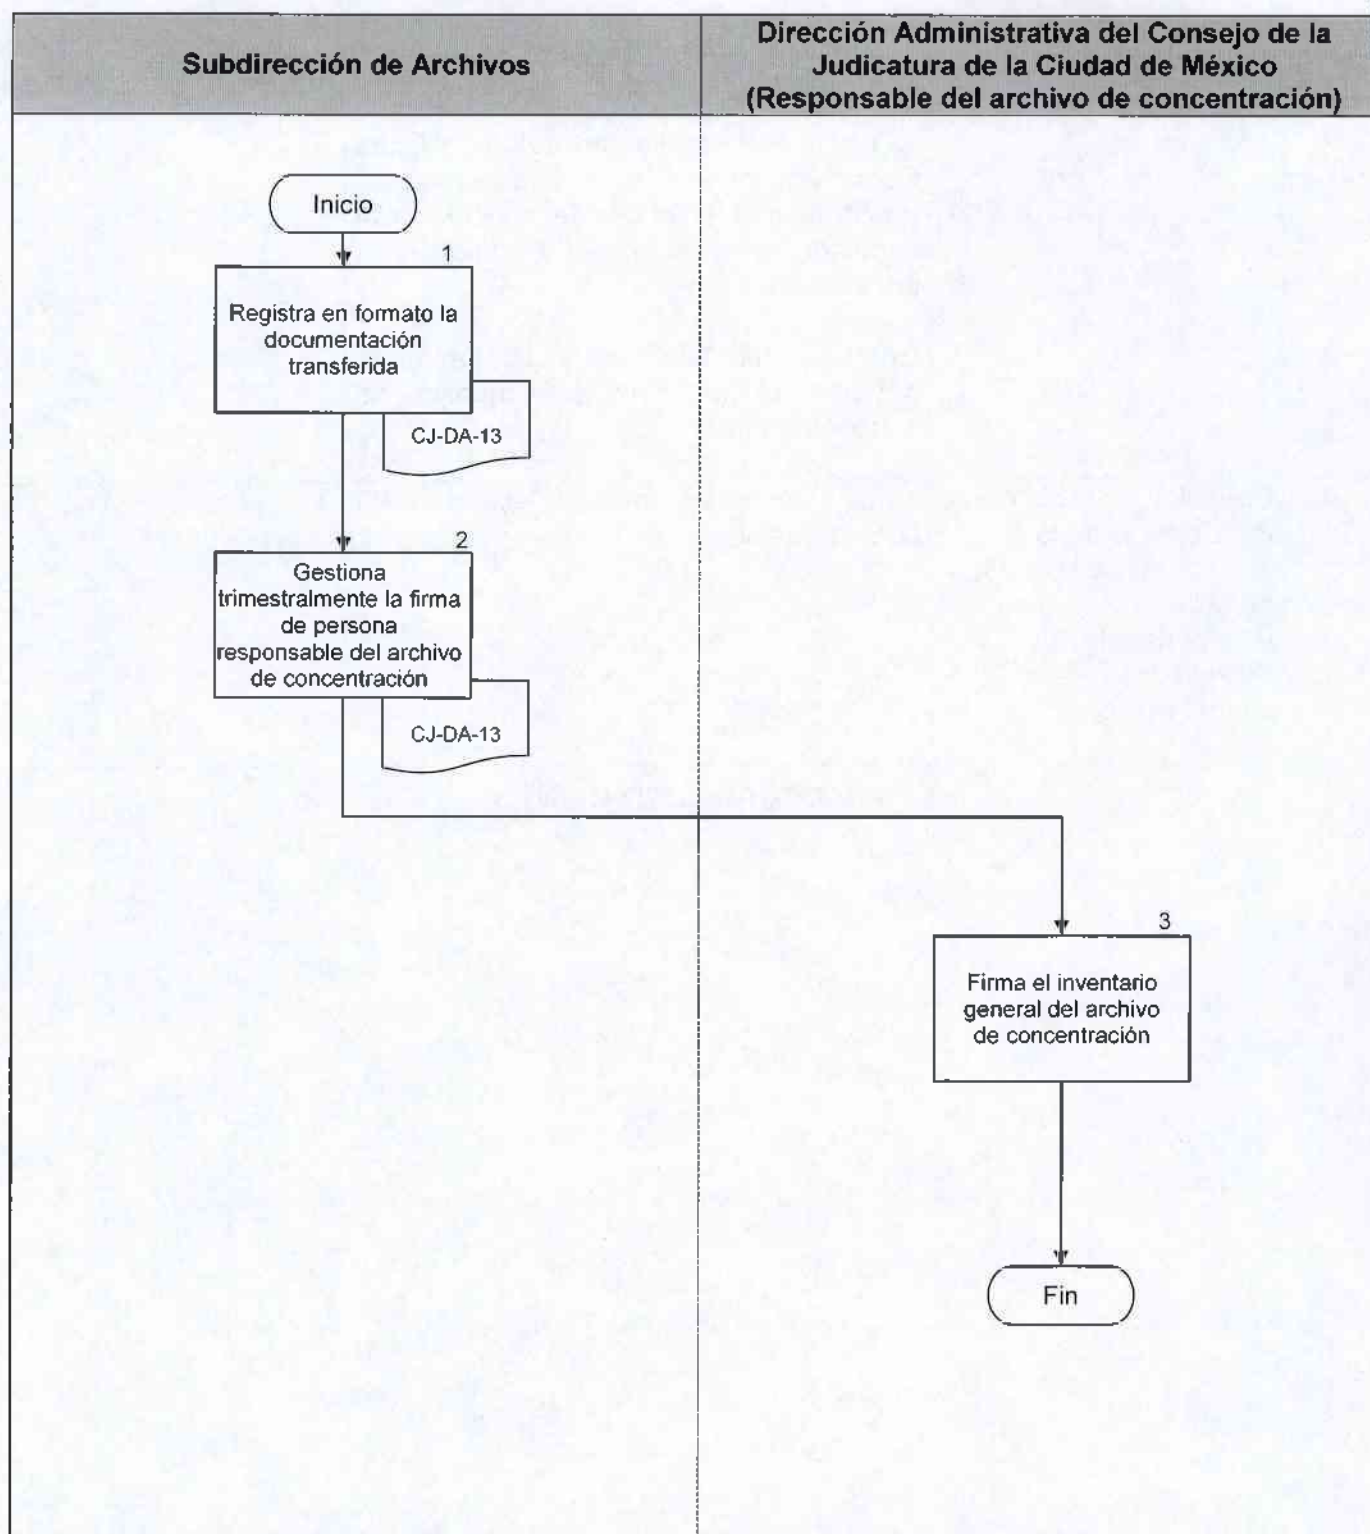 Subdirección de Archivos
Dirección Administrativa del Consejo de la
Judicatura de la Ciudad de México
(Responsable del archivo de concentración)
Inicio
1
Registra en formato la
documentación
transferida
CJ-DA-13
2
Gestiona
trimestralmente la firma
de persona
responsable del archivo
de concentración
CJ-DA-13
3
Firma el inventario
general del archivo
de concentración
Fin